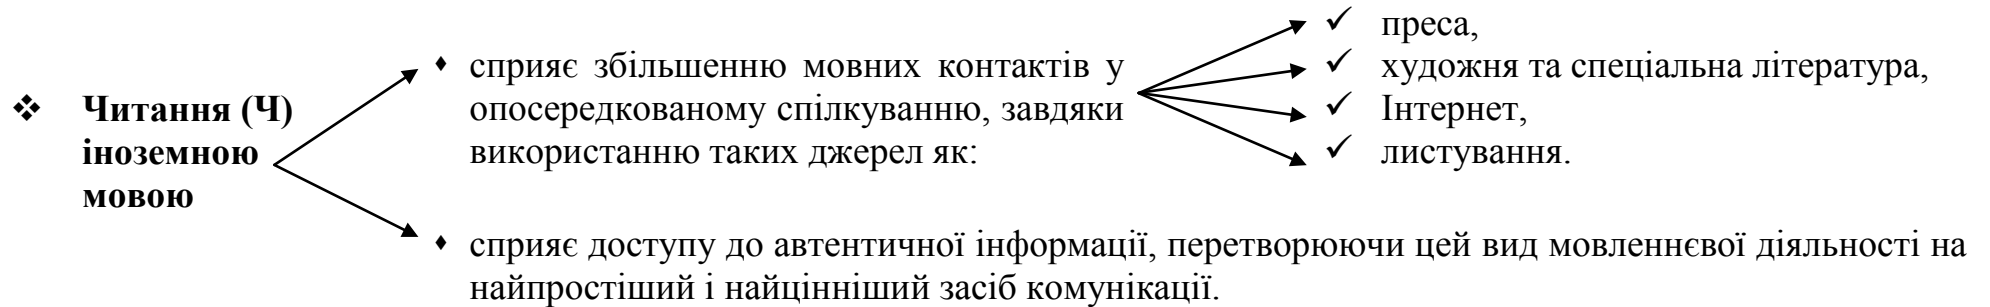 ❖ Читання (Ч)
іноземною
мовою
♦ сприяє збільшенню мовних контактів у
опосередкованому спілкуванню, завдяки
використанню таких джерел як:
✓ преса,
✓ художня та спеціальна література,
✓ Інтернет,
✓ листування.
♦ сприяє доступу до автентичної інформації, перетворюючи цей вид мовленнєвої діяльності на
найпростіший і найцінніший засіб комунікації.